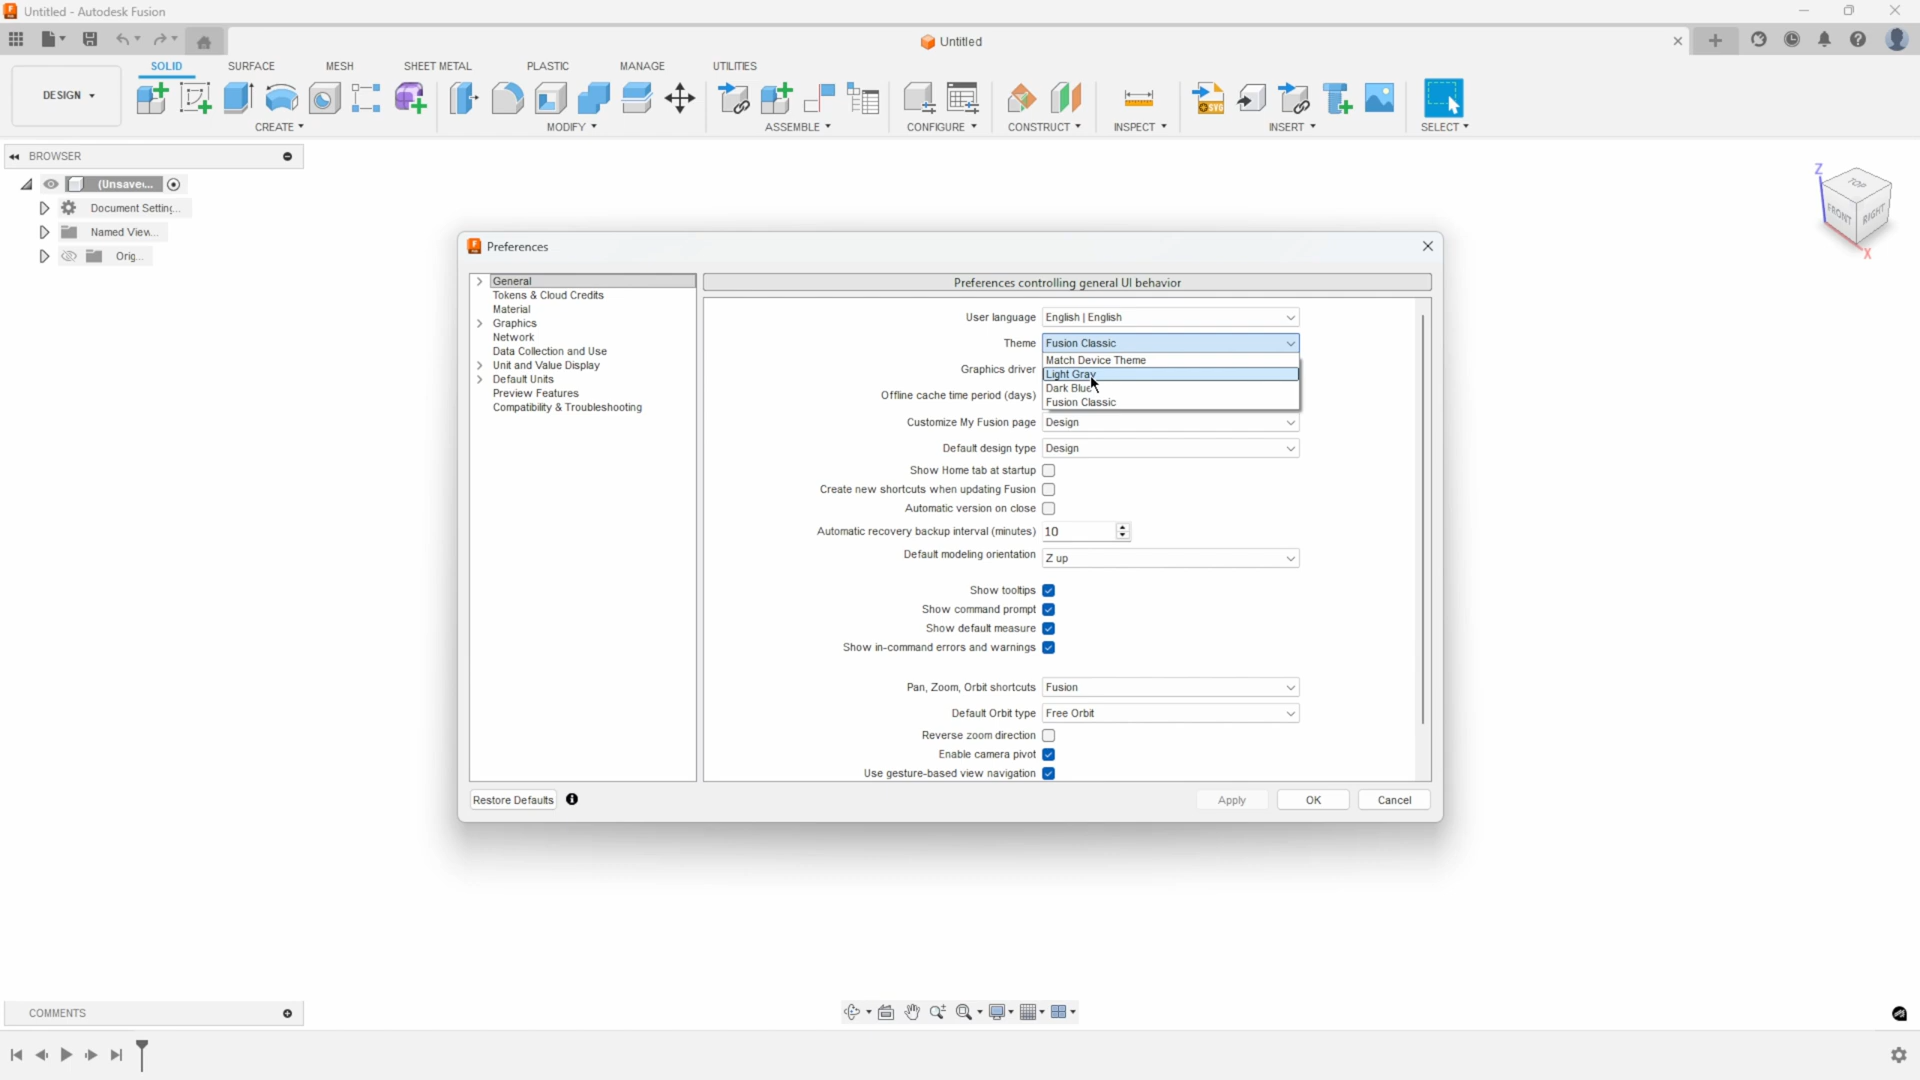 Untitled - Autodesk Fusion
Untitled
DESIGN
SOLID
SURFACE
MESH
SHEET METAL
PLASTIC
MANAGE
UTILITIES
CREATE
MODIFY
ASSEMBLE
CONFIGURE
CONSTRUCT
INSPECT
SVG
INSERT
SELECT
BROWSER
(Unsave...
Document Setting...
Named View...
Orig...
Z
TOP
FRONT
RIGHT
X
Preferences
General
Tokens & Cloud Credits
Material
Graphics
Network
Data Collection and Use
Unit and Value Display
Default Units
Preview Features
Compatibility & Troubleshooting
Preferences controlling general UI behavior
User language English | English
Theme Fusion Classic
Match Device Theme
Graphics driver
Light Gray
Dark Blue
Offline cache time period (days)
Fusion Classic
Customize My Fusion page Design
Default design type Design
Show Home tab at startup
Create new shortcuts when updating Fusion
Automatic version on close
Automatic recovery backup interval (minutes) 10
Default modeling orientation Z up
Show tooltips
Show command prompt
Show default measure
Show in-command errors and warnings
Pan, Zoom, Orbit shortcuts Fusion
Default Orbit type Free Orbit
Reverse zoom direction
Enable camera pivot
Use gesture-based view navigation
Restore Defaults
Apply
OK
Cancel
COMMENTS